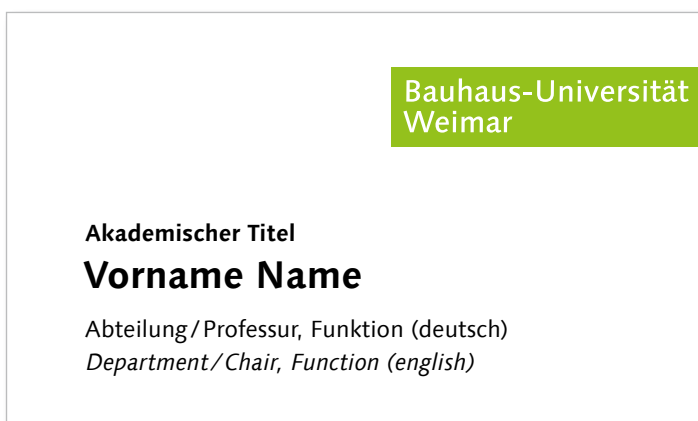 Bauhaus-Universität
Weimar
Akademischer Titel
Vorname Name
Abteilung/Professur, Funktion (deutsch)
Department/Chair, Function (english)